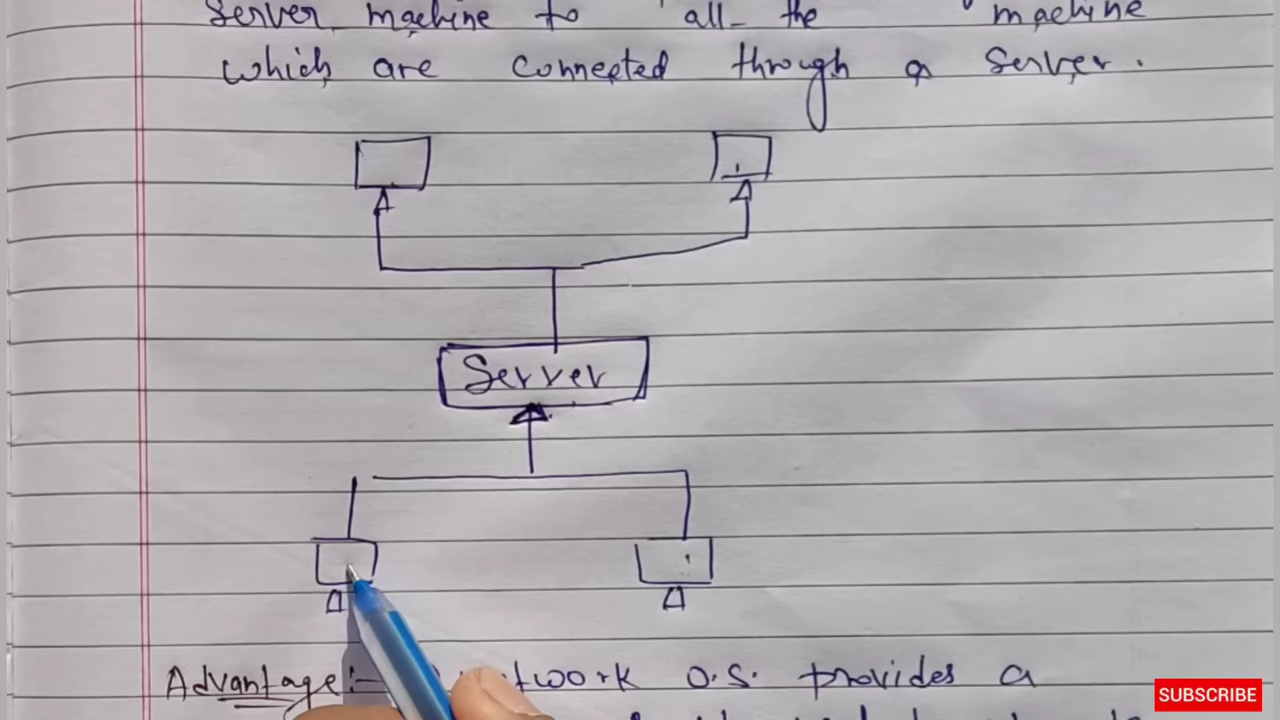 Server machine to all the machine
which are connected through a Server.
Server
Advantage:- network O.S. provides a
SUBSCRIBE